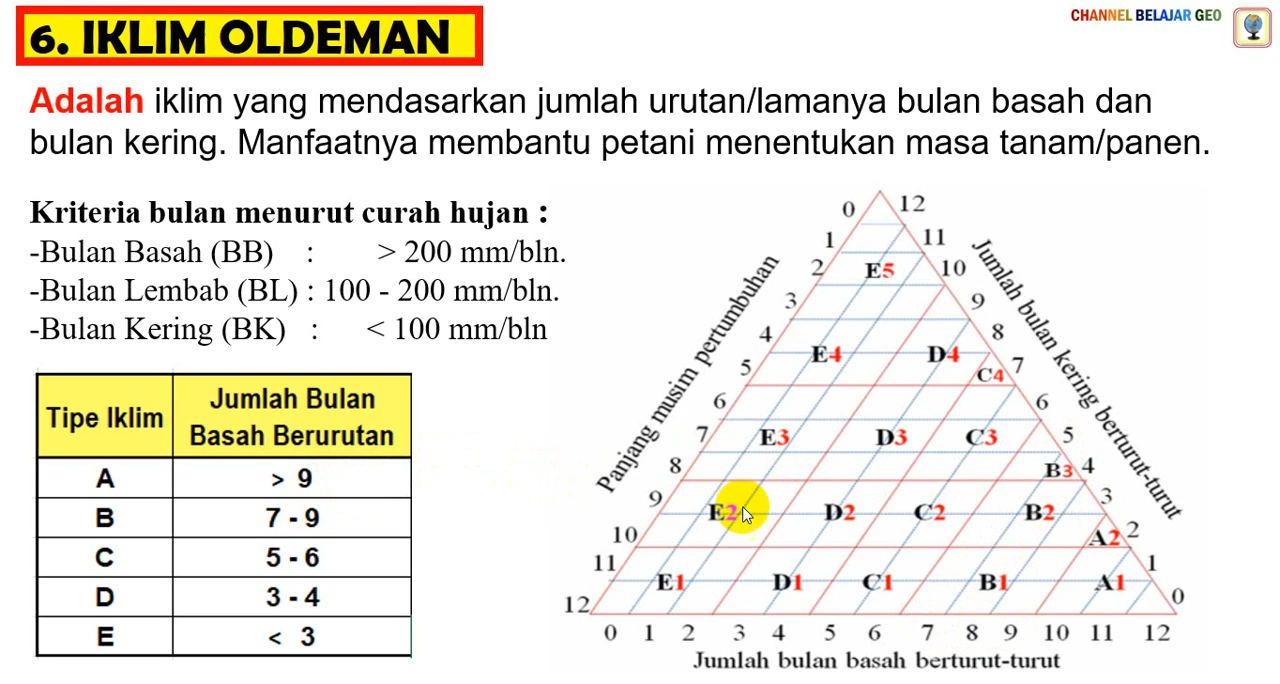 6. IKLIM OLDEMAN
CHANNEL BELAJAR GEO
Adalah iklim yang mendasarkan jumlah urutan/lamanya bulan basah dan
bulan kering. Manfaatnya membantu petani menentukan masa tanam/panen.
Kriteria bulan menurut curah hujan :
-Bulan Basah (BB) : > 200 mm/bln.
-Bulan Lembab (BL) : 100 - 200 mm/bln.
-Bulan Kering (BK) : < 100 mm/bln
Tipe Iklim Jumlah Bulan
Basah Berurutan
A > 9
B 7 - 9
C 5 - 6
D 3 - 4
E < 3
Panjang musim pertumbuhan
Jumlah bulan kering berturut-turut
0 12
1 11
2 E5 10
3 9
4 8
E4 D4
5 C4 7
6 6
7 E3 D3 C3 5
8 B3 4
9 3
E2 D2 C2 B2
10 A2 2
11 1
E1 D1 C1 B1 A1
12 0
0 1 2 3 4 5 6 7 8 9 10 11 12
Jumlah bulan basah berturut-turut